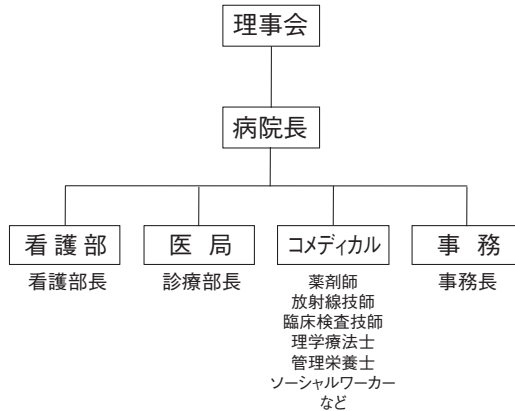 理事会
病院長
看護部
医局
コメディカル
事務
看護部長
診療部長
薬剤師
放射線技師
臨床検査技師
理学療法士
管理栄養士
ソーシャルワーカー
など
事務長